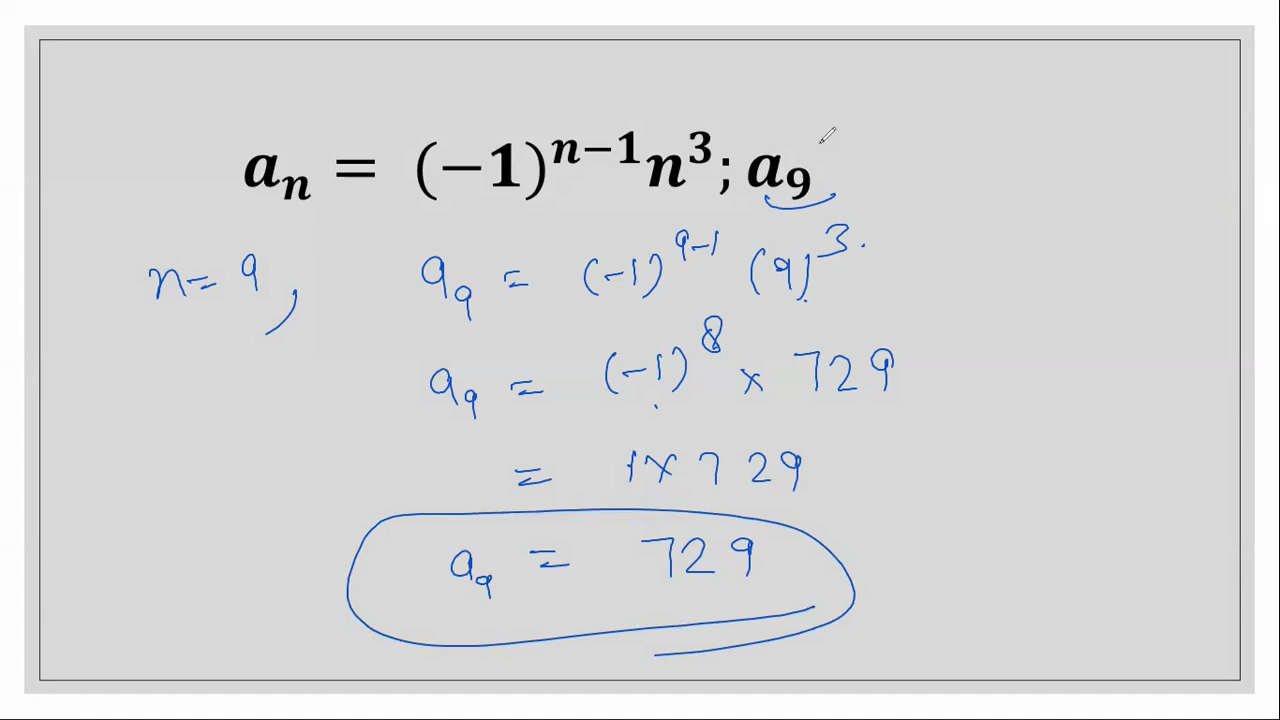 aₙ = (−1)ⁿ⁻¹n³; a₉
n = 9, a₉ = (−1)⁹⁻¹ (9)³.
a₉ = (−1)⁸ × 729
= 1 × 729
a₉ = 729